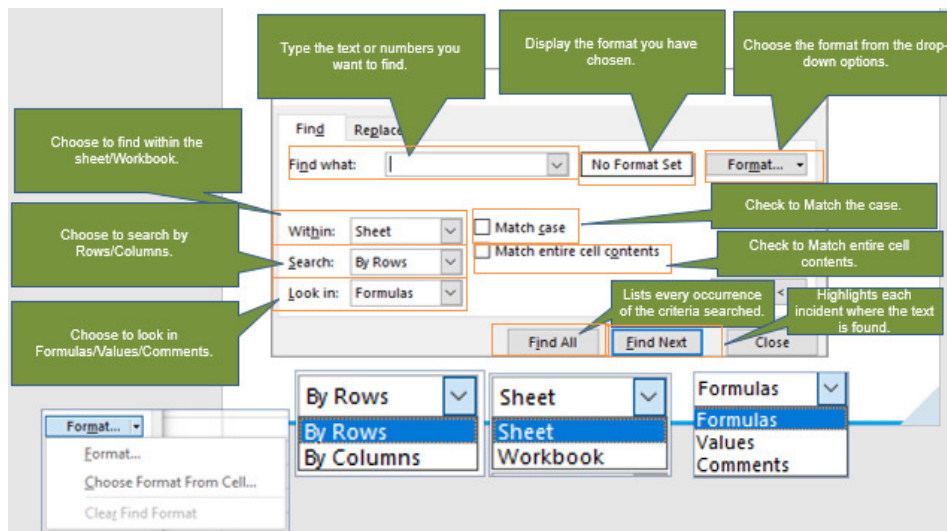 Type the text or numbers you
want to find.
Display the format you have
chosen.
Choose the format from the drop-
down options.
Choose to find within the
sheet/Workbook.
Find
Replace
Find what:
No Format Set
Format...
Choose to search by
Rows/Columns.
Within:
Sheet
Match case
Check to Match the case.
Search:
By Rows
Match entire cell contents
Check to Match entire cell
contents.
Look in:
Formulas
<
Choose to look in
Formulas/Values/Comments.
Lists every occurrence
of the criteria searched.
Highlights each
incident where the text
is found.
Find All
Find Next
Close
Format...
Format...
Choose Format From Cell...
Clear Find Format
By Rows
By Rows
By Columns
Sheet
Sheet
Workbook
Formulas
Formulas
Values
Comments